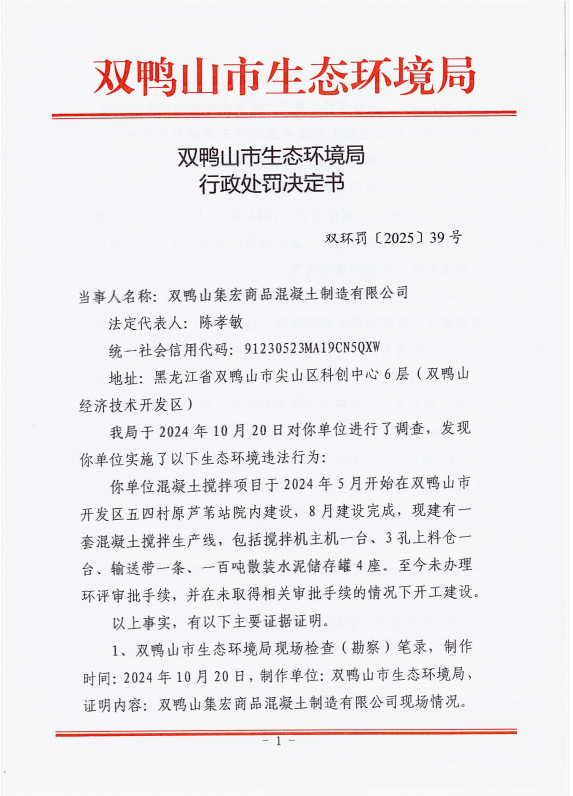 双鸭山市生态环境局
双鸭山市生态环境局
行政处罚决定书
双环罚〔2025〕39号
当事人名称：双鸭山集宏商品混凝土制造有限公司
法定代表人：陈孝敏
统一社会信用代码：91230523MA19CN5QXW
地址：黑龙江省双鸭山市尖山区科创中心6层（双鸭山
经济技术开发区）
我局于2024年10月20日对你单位进行了调查，发现
你单位实施了以下生态环境违法行为：
你单位混凝土搅拌项目于2024年5月开始在双鸭山市
开发区五四村原芦苇站院内建设，8月建设完成，现建有一
套混凝土搅拌生产线，包括搅拌机主机一台、3孔上料仓一
台、输送带一条、一百吨散装水泥储存罐4座。至今未办理
环评审批手续，并在未取得相关审批手续的情况下开工建设。
以上事实，有以下主要证据证明。
1、双鸭山市生态环境局现场检查（勘察）笔录，制作
时间：2024年10月20日，制作单位：双鸭山市生态环境局，
证明内容：双鸭山集宏商品混凝土制造有限公司现场情况。
- 1 -